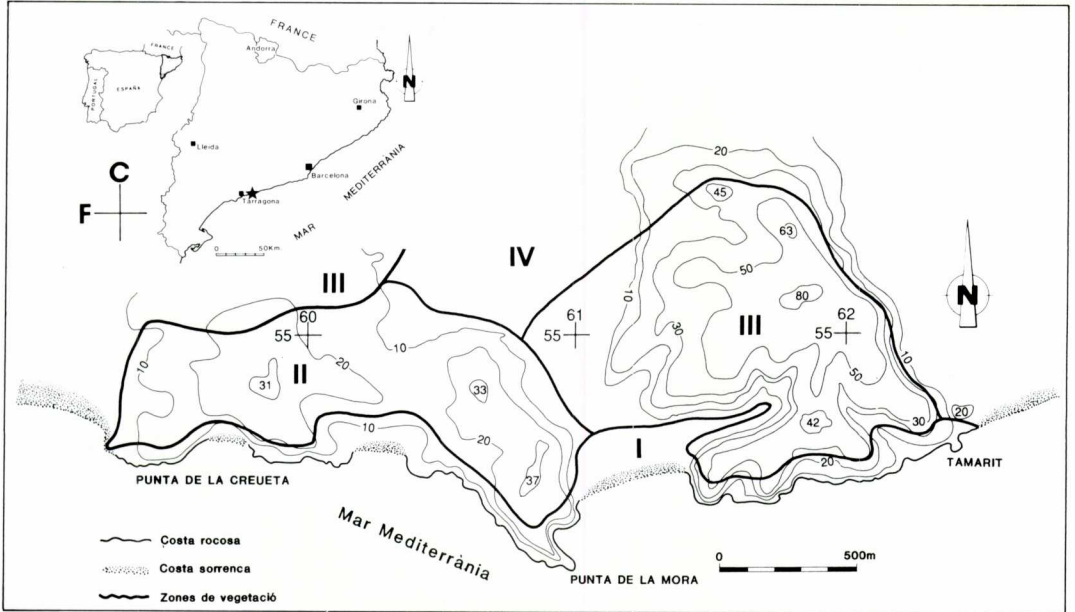 FRANCE
Andorra
FRANCE
PORTUGAL
ESPAÑA
N
Girona
Lleida
Barcelona
Tarragona
MAR MEDITERRANIA
0 50Km
C
F
IV
III
20
45
63
50
10
80
30
III
60
55
61
55
62
55
N
10
II
20
31
10
33
10
50
20
42
30
20
10
I
37
20
TAMARIT
PUNTA DE LA CREUETA
Mar Mediterrània
0 500m
PUNTA DE LA MORA
Costa rocosa
Costa sorrenca
Zones de vegetació